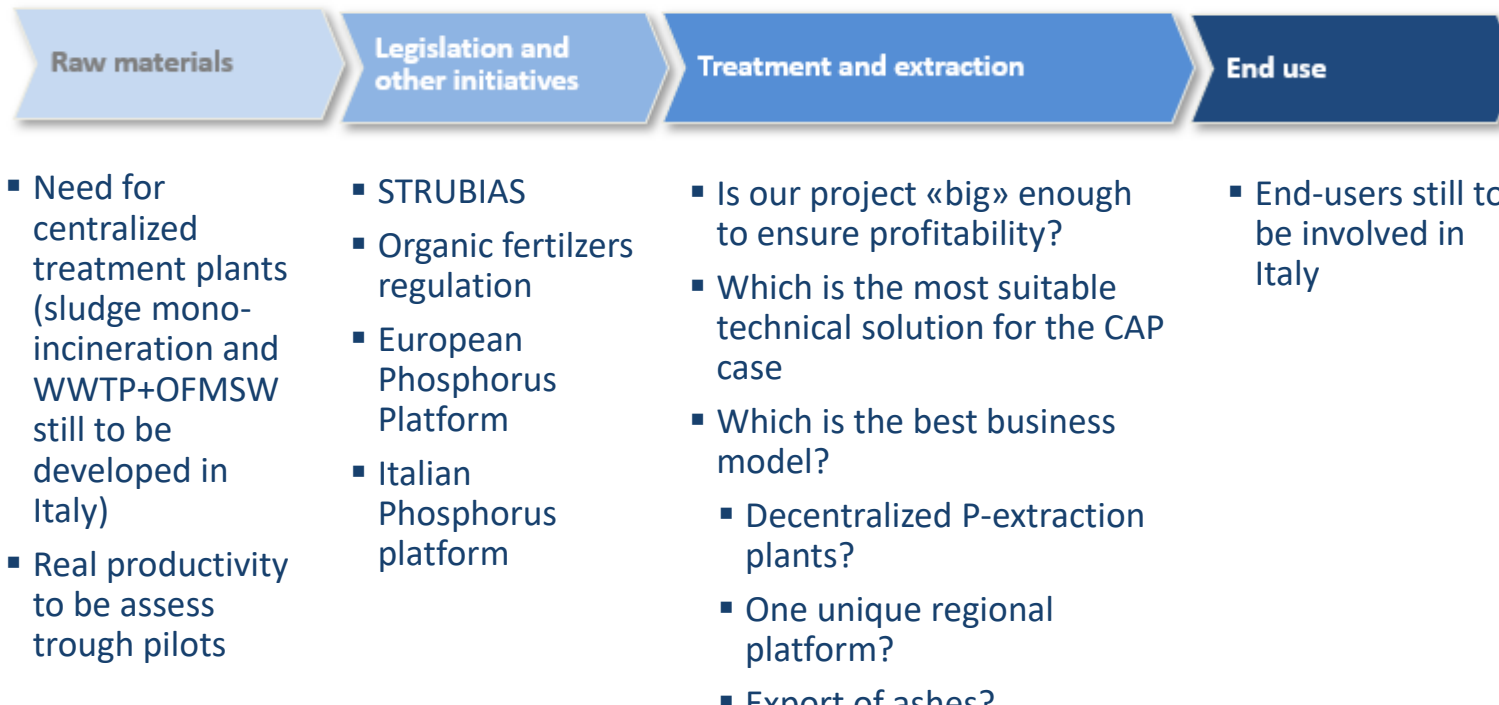 Raw materials
Legislation and
other initiatives
Treatment and extraction
End use
▪ Need for
centralized
treatment plants
(sludge mono-
incineration and
WWTP+OFMSW
still to be
developed in
Italy)
▪ Real productivity
to be assess
trough pilots
▪ STRUBIAS
▪ Organic fertilzers
regulation
▪ European
Phosphorus
Platform
▪ Italian
Phosphorus
platform
▪ Is our project «big» enough
to ensure profitability?
▪ Which is the most suitable
technical solution for the CAP
case
▪ Which is the best business
model?
▪ Decentralized P-extraction
plants?
▪ One unique regional
platform?
▪ Export of ashes?
▪ End-users still to
be involved in
Italy